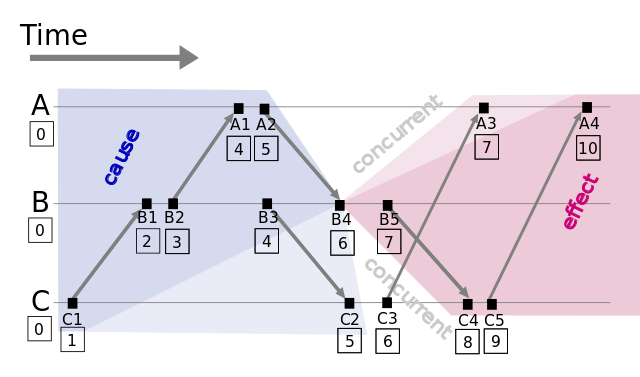 Time
A
0
A1
4
A2
5
A3
7
A4
10
cause
concurrent
effect
B
0
B1
2
B2
3
B3
4
B4
6
B5
7
concurrent
C
0
C1
1
C2
5
C3
6
C4
8
C5
9